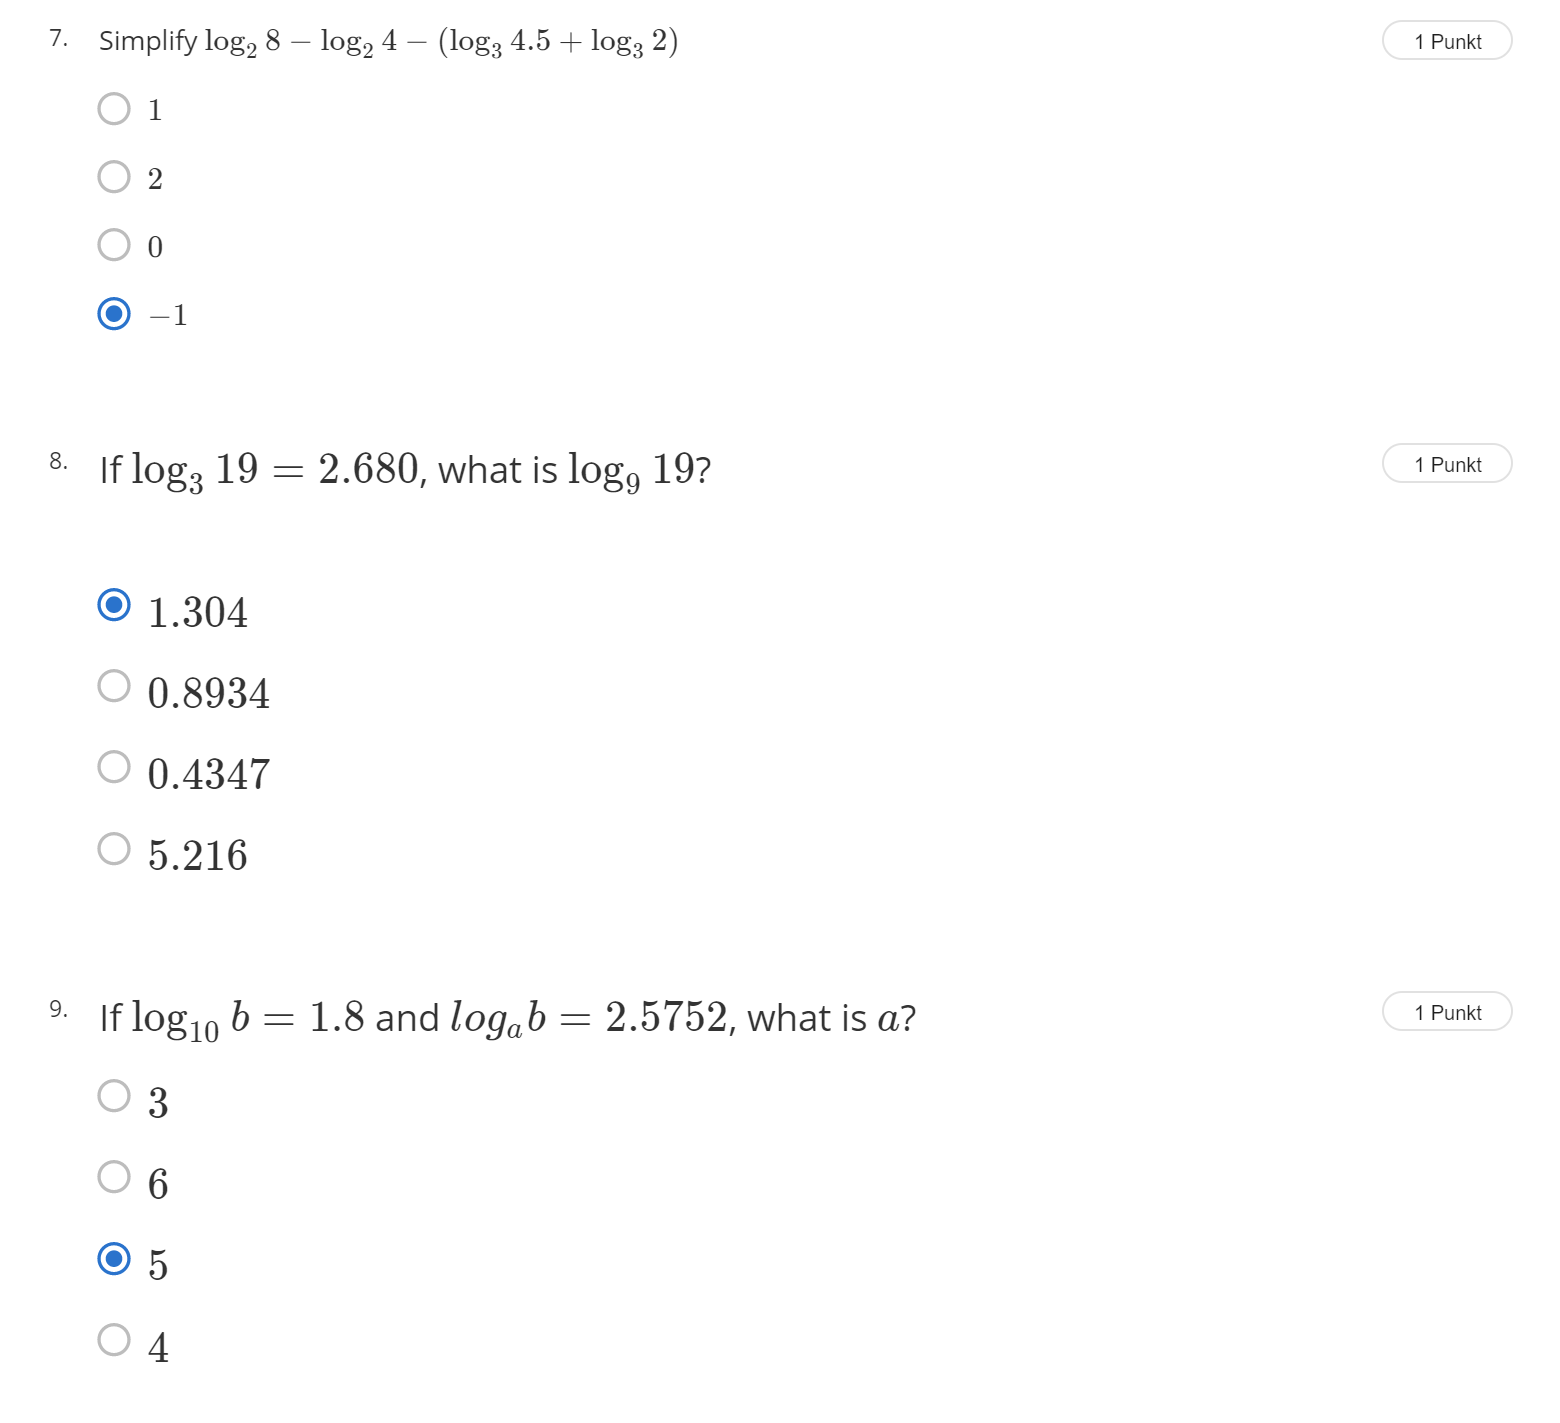 7. Simplify log₂ 8 − log₂ 4 − (log₃ 4.5 + log₃ 2)
1 Punkt
1
2
0
−1
8. If log₃ 19 = 2.680, what is log₉ 19?
1 Punkt
1.304
0.8934
0.4347
5.216
9. If log₁₀ b = 1.8 and logₐb = 2.5752, what is a?
1 Punkt
3
6
5
4